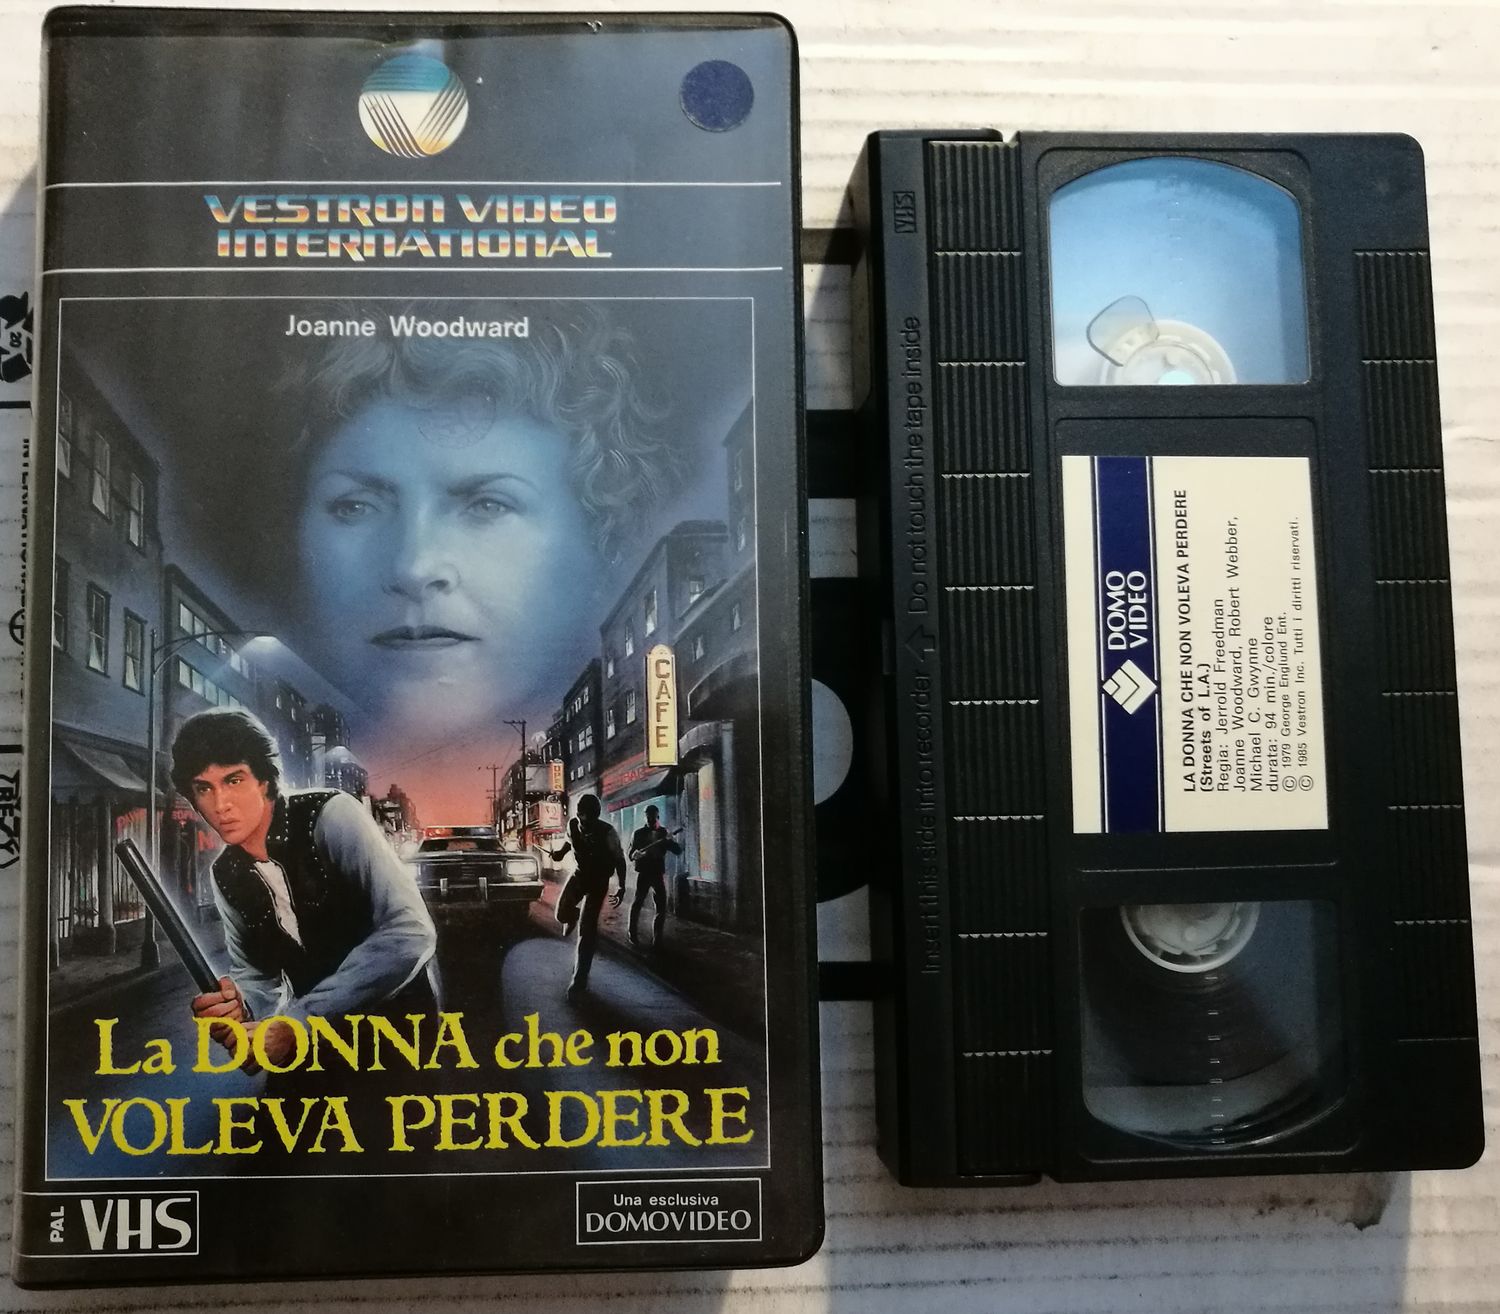 VESTRON VIDEO
INTERNATIONAL™
Joanne Woodward
CAFE
La DONNA che non
VOLEVA PERDERE
PAL
VHS
Una esclusiva
DOMOVIDEO
VHS
Insert this side into recorder
Do not touch the tape inside
DOMO
VIDEO
LA DONNA CHE NON VOLEVA PERDERE
(Streets of L.A.)
Regia: Jerrold Freedman
Joanne Woodward, Robert Webber,
Michael C. Gwynne
durata: 94 min./colore
© 1979 George Englund Ent.
© 1985 Vestron Inc. Tutti i diritti riservati.